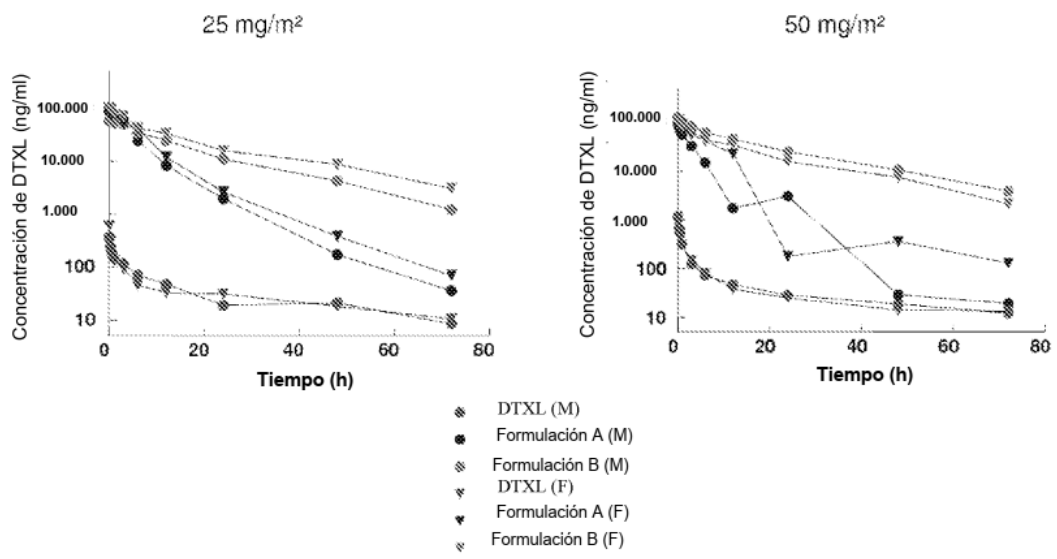 25 mg/m²
50 mg/m²
Concentración de DTXL (ng/ml)
100.000
10.000
1.000
100
10
0
20
40
60
80
Tiempo (h)
Concentración de DTXL (ng/ml)
100.000
10.000
1.000
100
10
0
20
40
60
80
Tiempo (h)
DTXL (M)
Formulación A (M)
Formulación B (M)
DTXL (F)
Formulación A (F)
Formulación B (F)